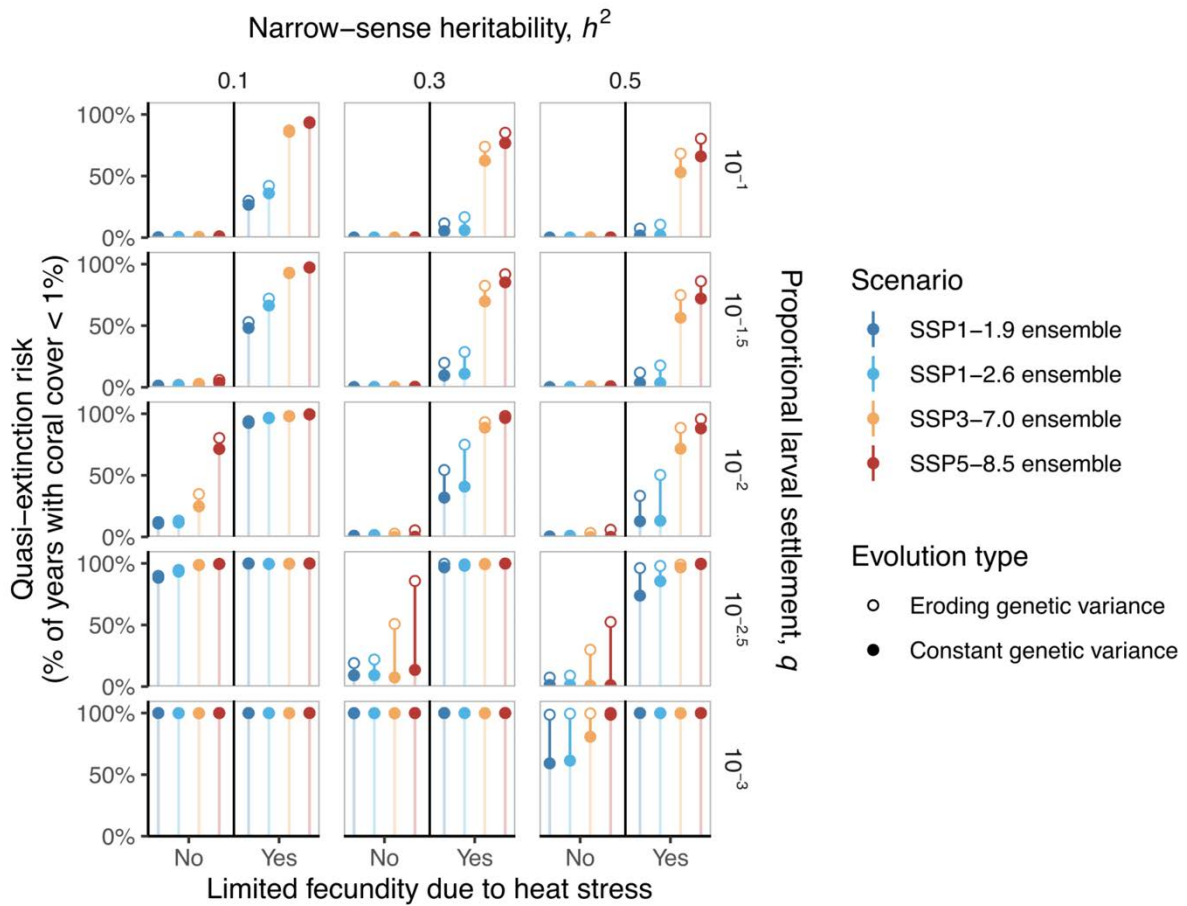 Narrow−sense heritability, h²
0.1 0.3 0.5
Quasi−extinction risk
(% of years with coral cover < 1%)
100%
50%
0%
10⁻¹
100%
50%
0%
10⁻¹·⁵
100%
50%
0%
10⁻²
100%
50%
0%
10⁻²·⁵
100%
50%
0%
10⁻³
Proportional larval settlement, q
No Yes No Yes No Yes
Limited fecundity due to heat stress
Scenario
SSP1−1.9 ensemble
SSP1−2.6 ensemble
SSP3−7.0 ensemble
SSP5−8.5 ensemble
Evolution type
Eroding genetic variance
Constant genetic variance